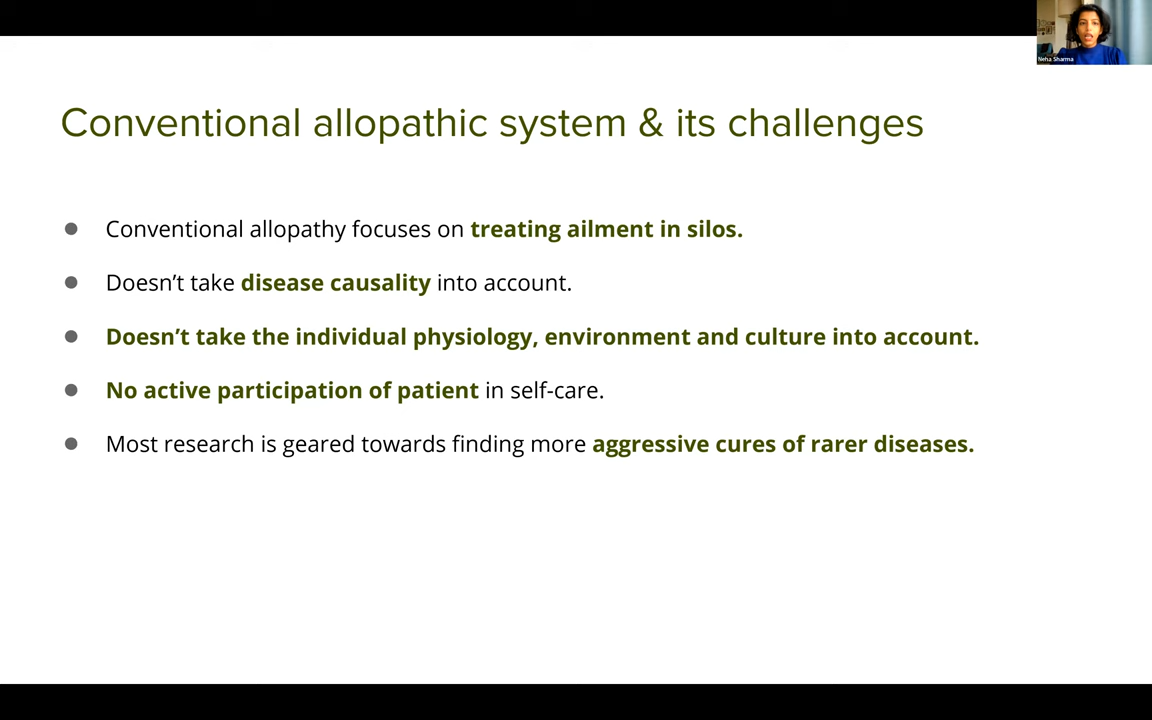 Neha Sharma
Conventional allopathic system & its challenges
Conventional allopathy focuses on treating ailment in silos.
Doesn’t take disease causality into account.
Doesn’t take the individual physiology, environment and culture into account.
No active participation of patient in self-care.
Most research is geared towards finding more aggressive cures of rarer diseases.